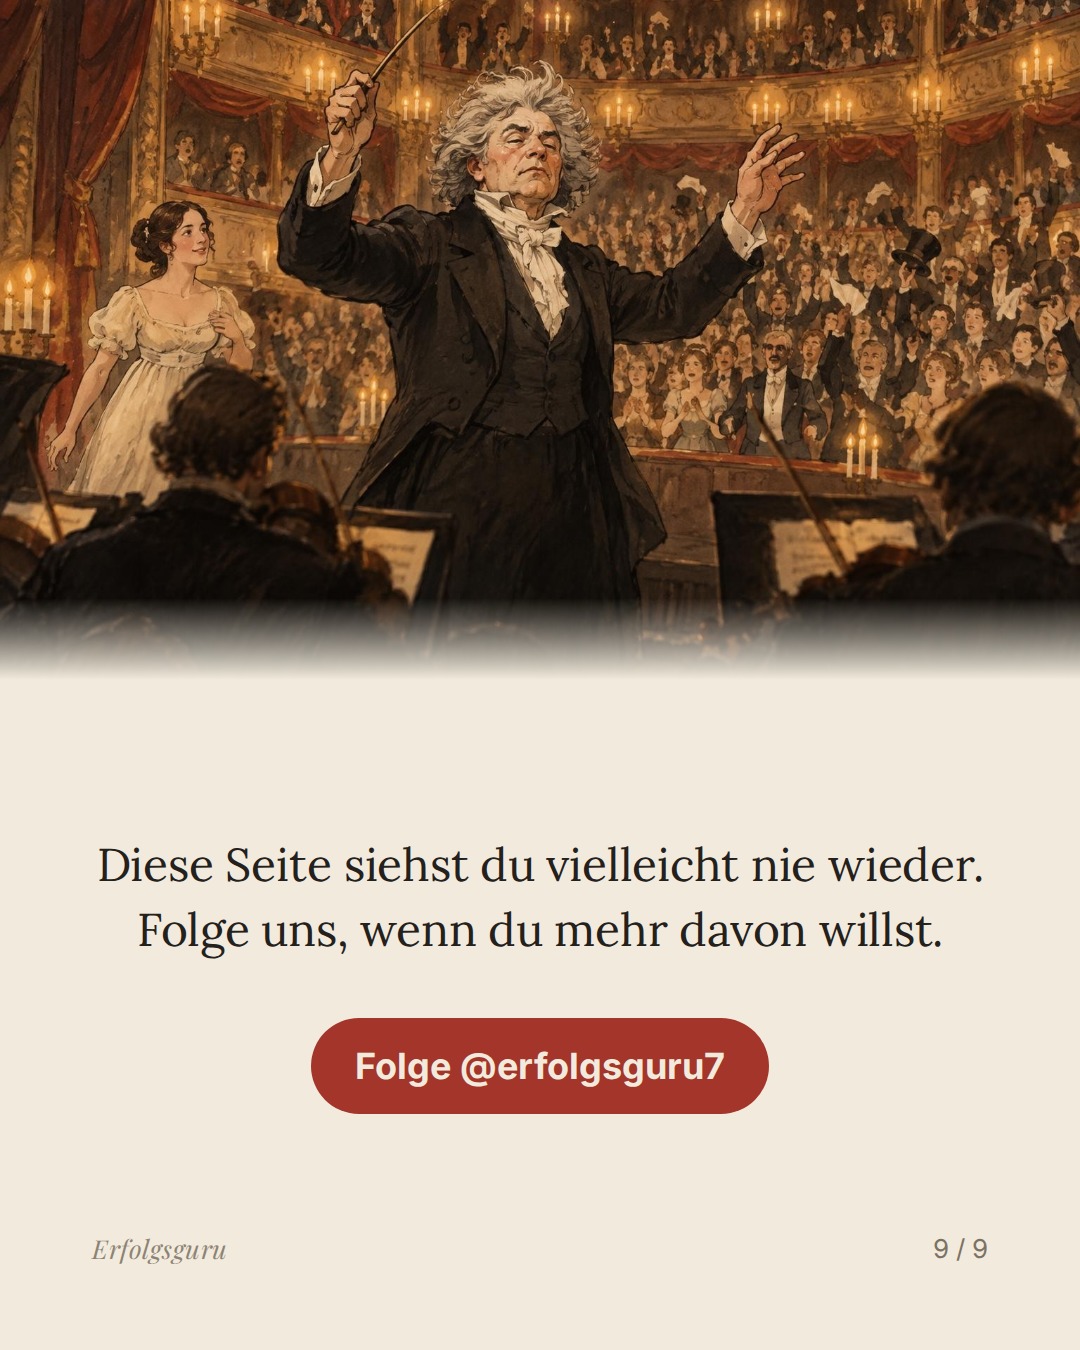 Diese Seite siehst du vielleicht nie wieder.
Folge uns, wenn du mehr davon willst.
Folge @erfolgsguru7
Erfolgsguru
9 / 9